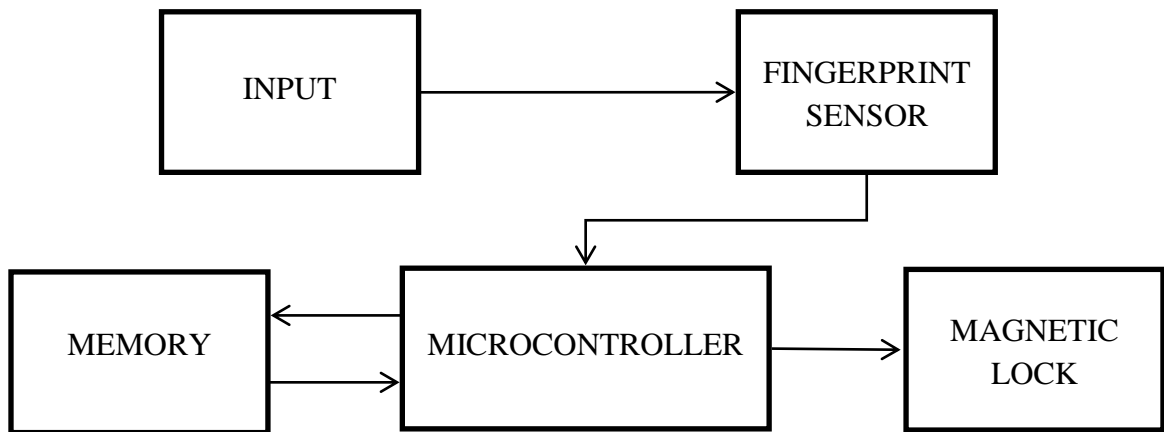 INPUT
FINGERPRINT
SENSOR
MEMORY
MICROCONTROLLER
MAGNETIC
LOCK